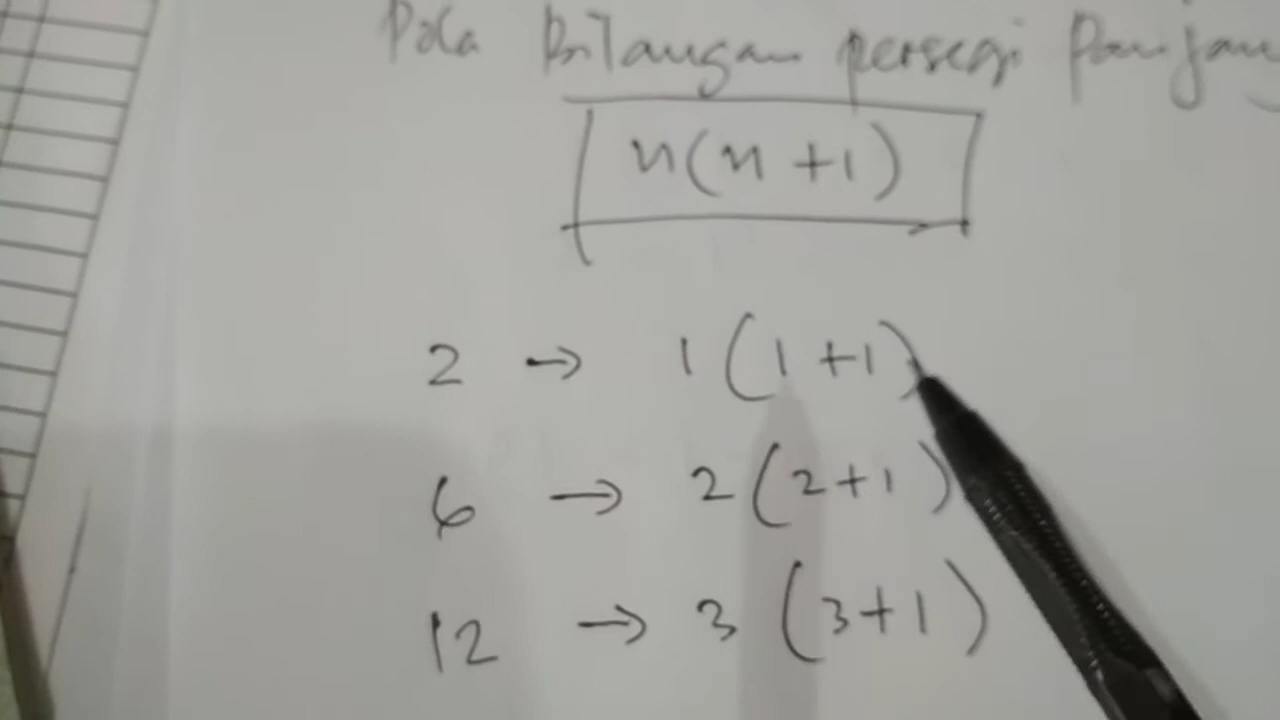 Pola Bilangan persegi Panjang
n(n+1)
2 → 1(1+1)
6 → 2(2+1)
12 → 3(3+1)